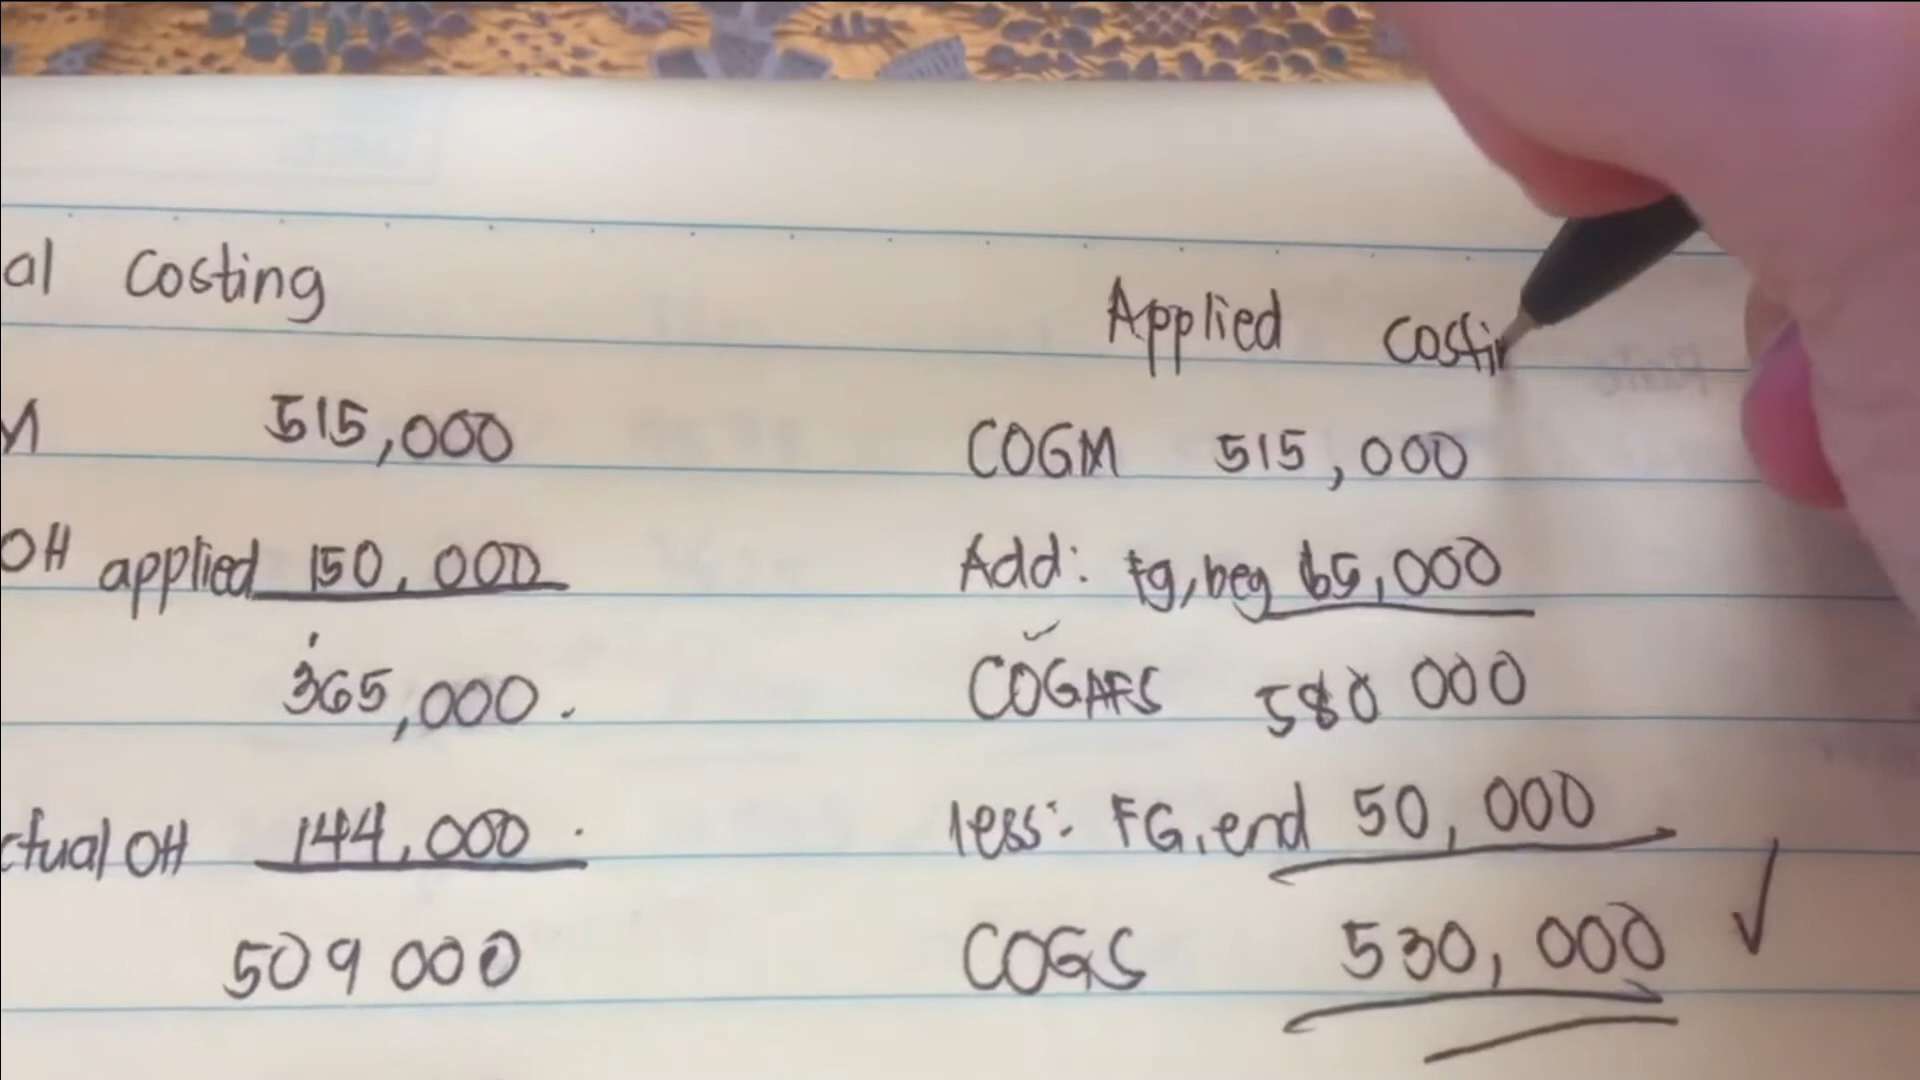 al Costing
M 515,000
OH applied 150,000
365,000.
ctual OH 144,000
509 000
Applied Costin
COGM 515,000
Add: fg, beg 65,000
COGAFS 580 000
less: FG, end 50,000
COGS 530,000